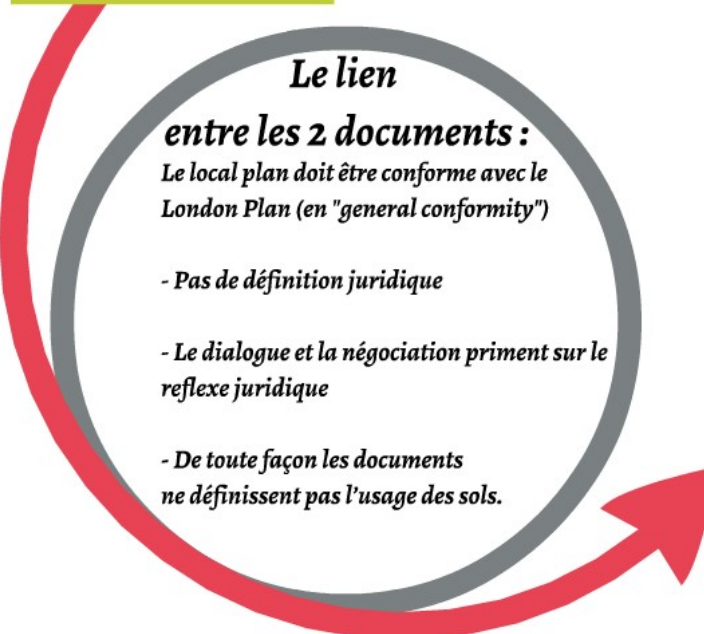 Le lien
entre les 2 documents :
Le local plan doit être conforme avec le
London Plan (en "general conformity")
- Pas de définition juridique
- Le dialogue et la négociation priment sur le
reflexe juridique
- De toute façon les documents
ne définissent pas l'usage des sols.